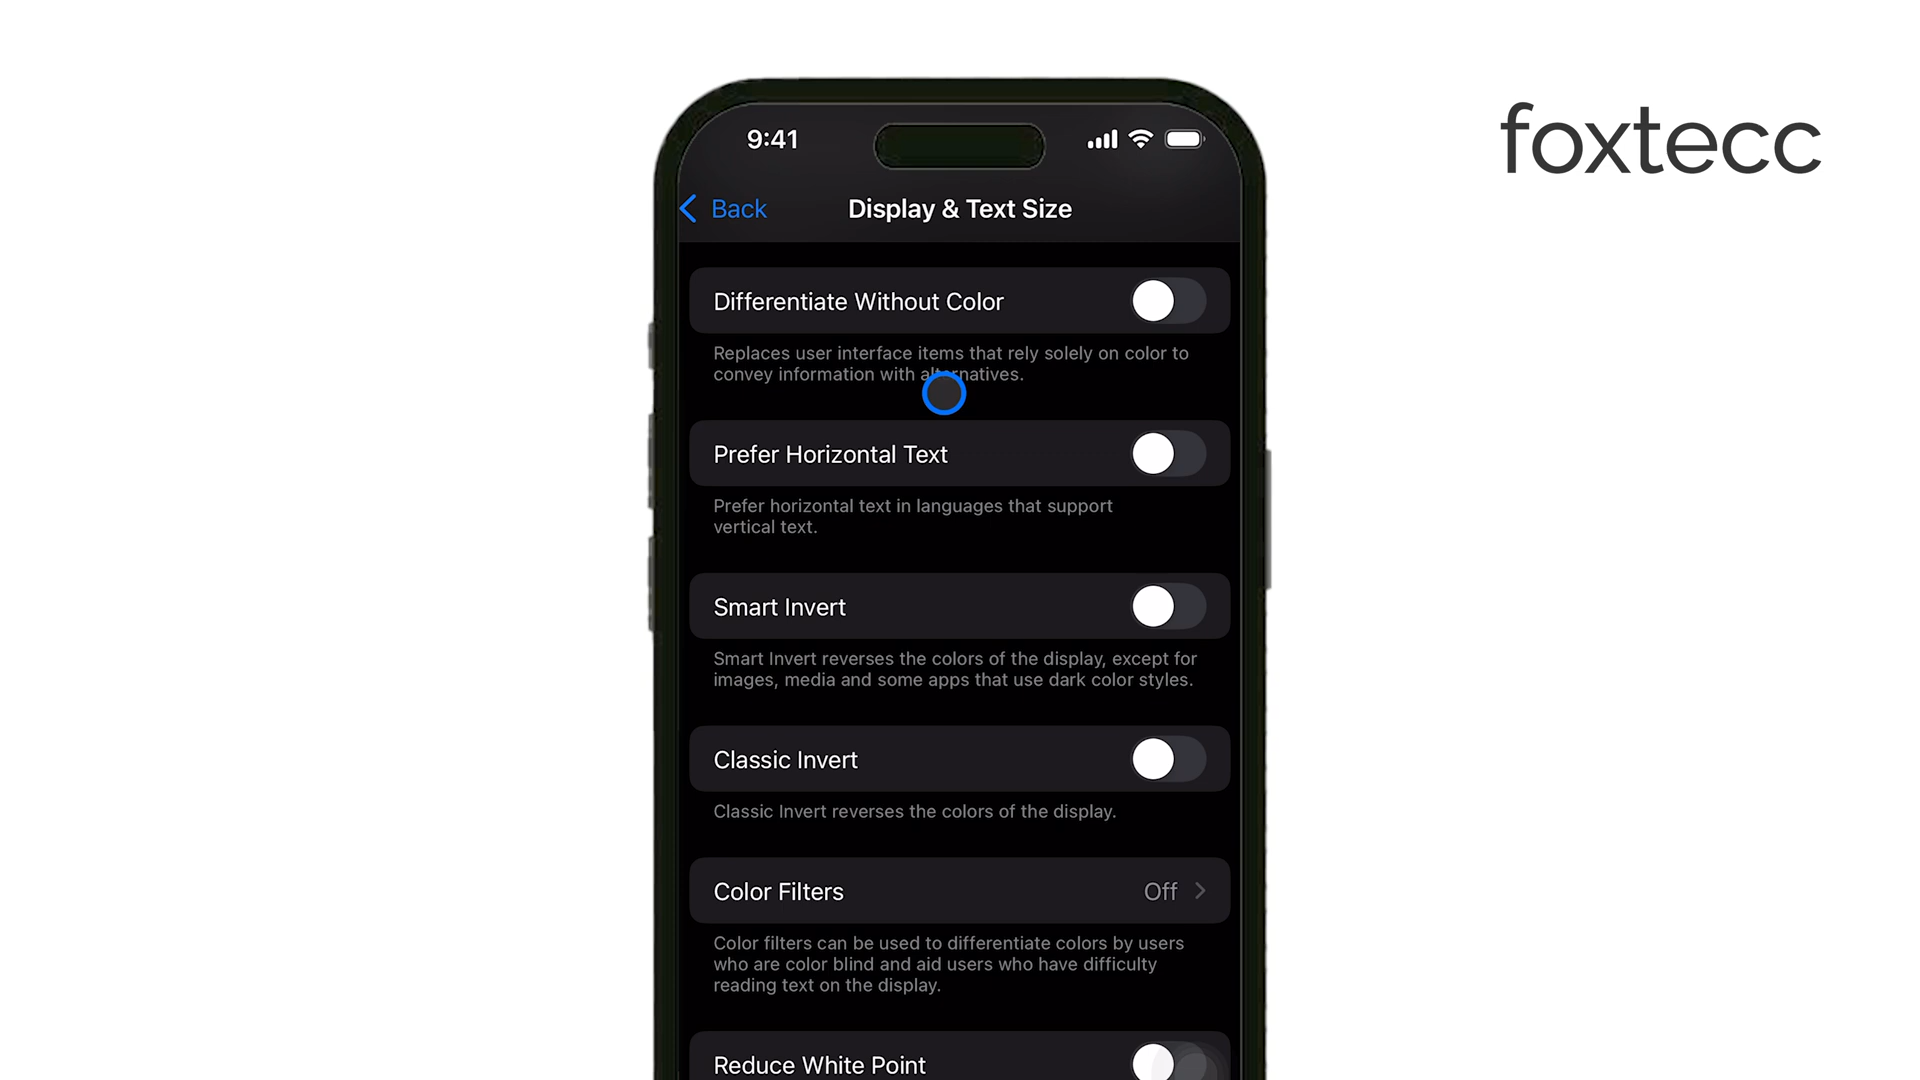 foxtecc
9:41
Back
Display & Text Size
Differentiate Without Color
Replaces user interface items that rely solely on color to
convey information with alternatives.
Prefer Horizontal Text
Prefer horizontal text in languages that support
vertical text.
Smart Invert
Smart Invert reverses the colors of the display, except for
images, media and some apps that use dark color styles.
Classic Invert
Classic Invert reverses the colors of the display.
Color Filters Off
Color filters can be used to differentiate colors by users
who are color blind and aid users who have difficulty
reading text on the display.
Reduce White Point